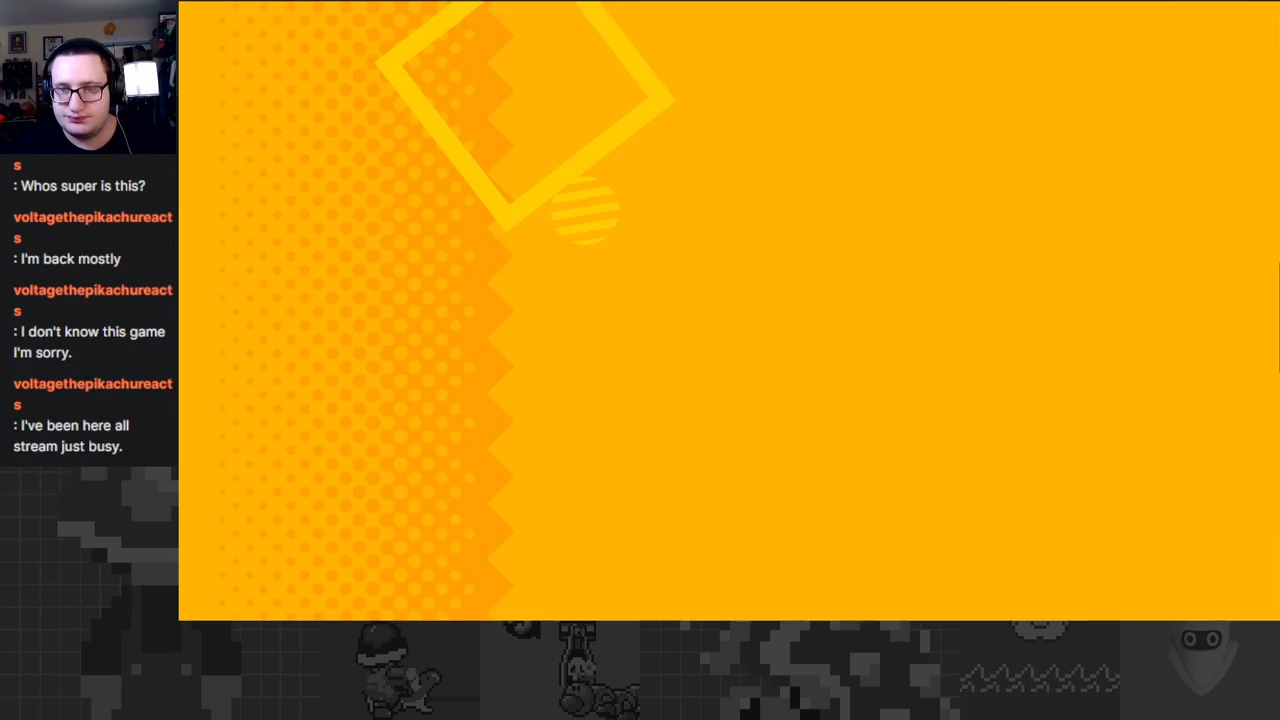 s
: Whos super is this?
voltagethepikachureact
s
: I'm back mostly
voltagethepikachureact
s
: I don't know this game
I'm sorry.
voltagethepikachureact
s
: I've been here all
stream just busy.